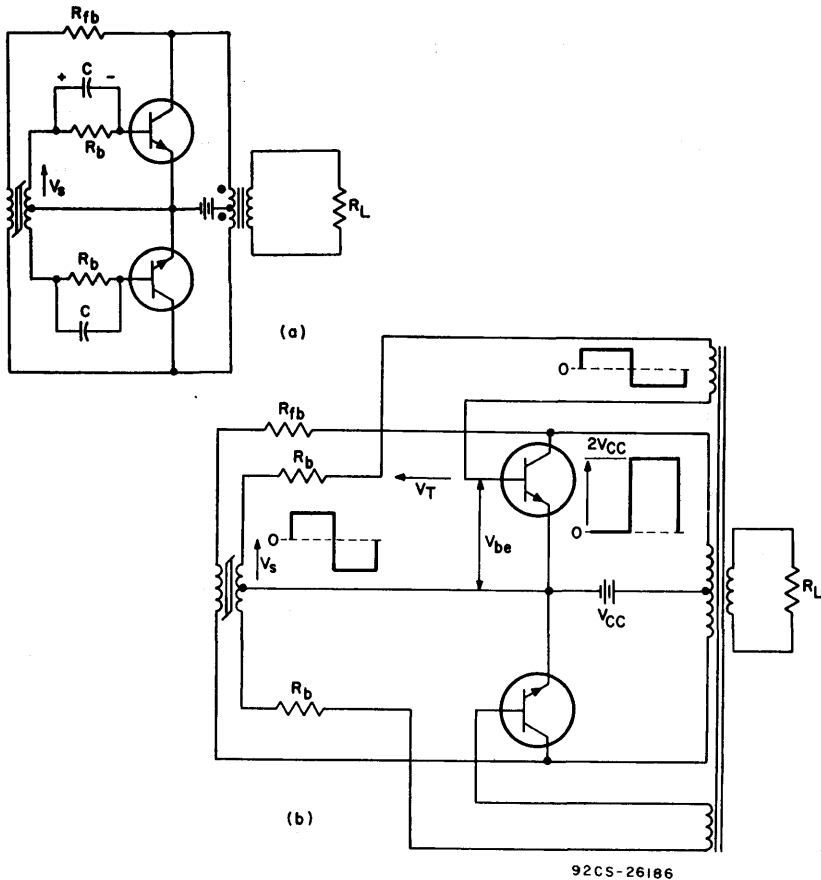 Rfb
+ C -
Rb
Vs
RL
Rb
C
(a)
0
Rfb
2VCC
Rb
VT
0
Vbe
0
Vs
RL
VCC
Rb
(b)
92CS-26186